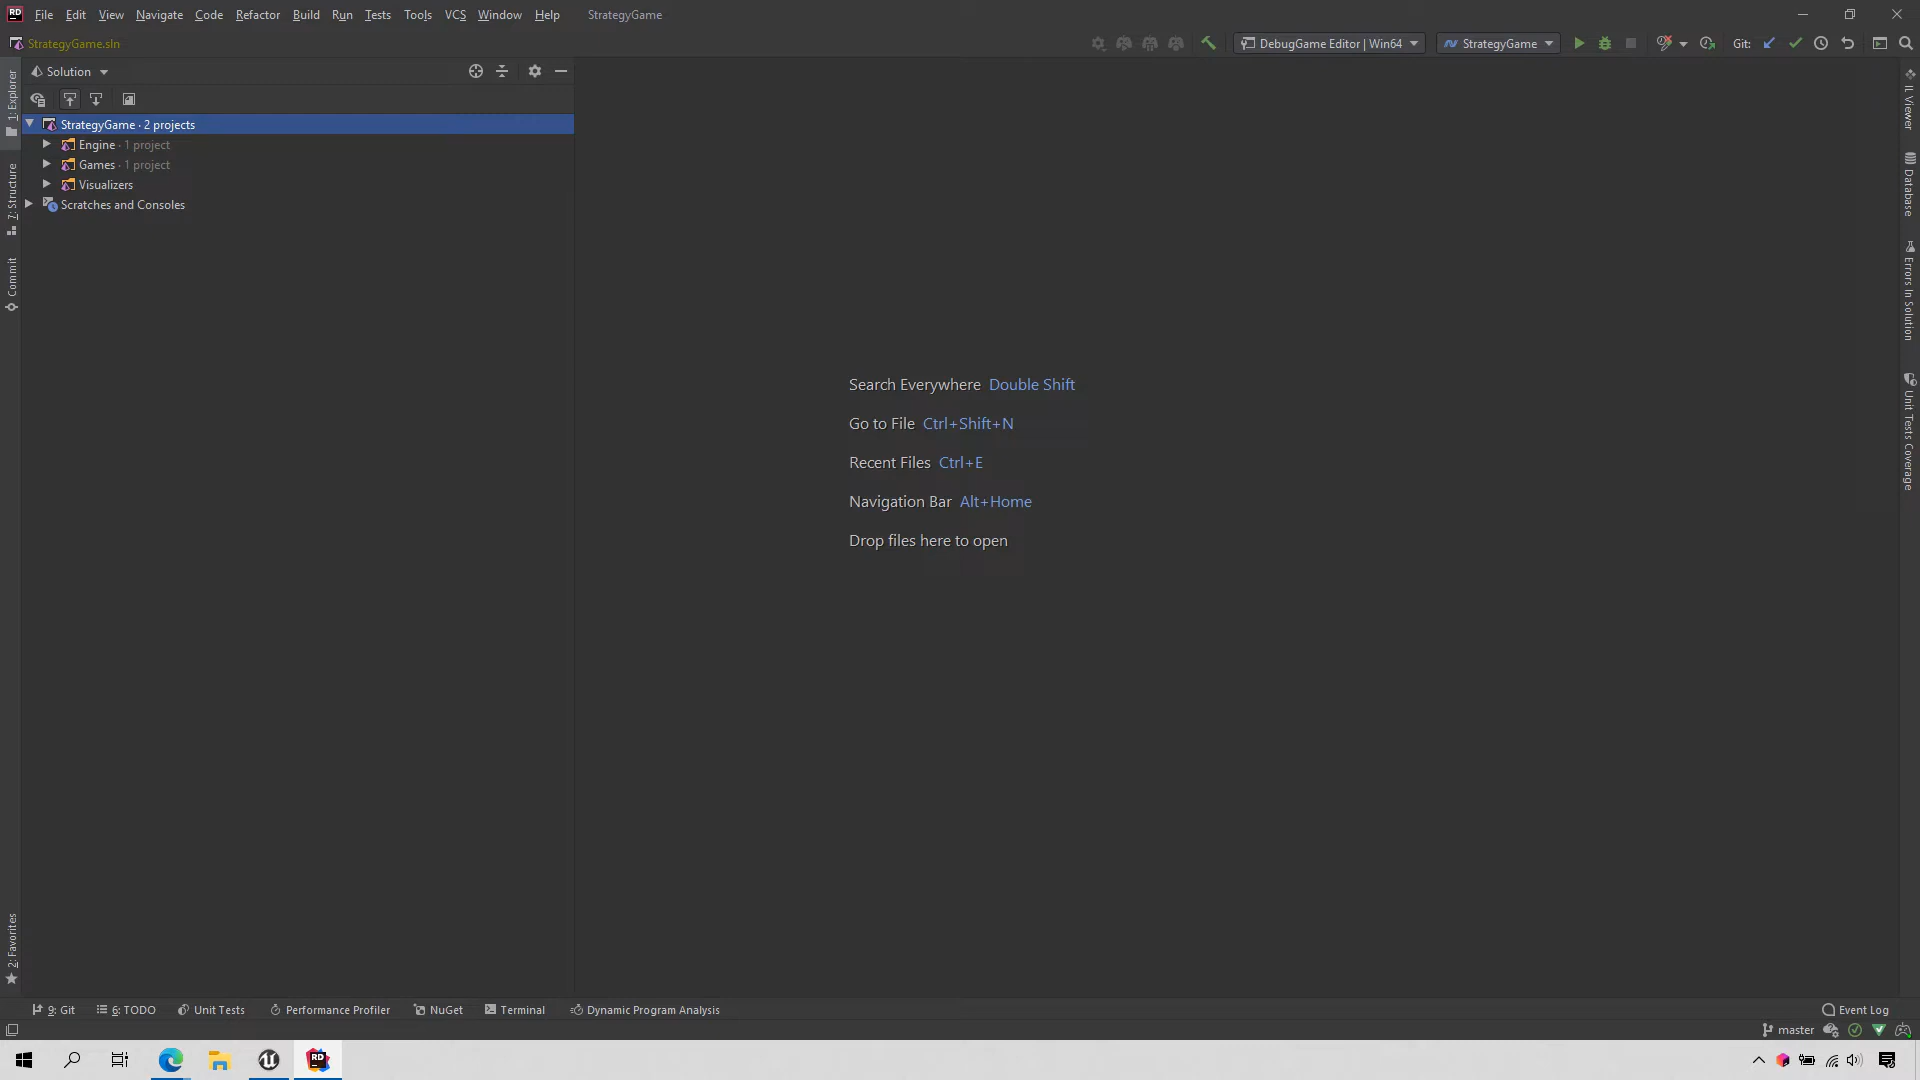 RD File Edit View Navigate Code Refactor Build Run Tests Tools VCS Window Help StrategyGame
StrategyGame.sln DebugGame Editor | Win64 StrategyGame Git:
Solution
StrategyGame · 2 projects
Engine · 1 project
Games · 1 project
Visualizers
Scratches and Consoles
1: Explorer
7: Structure
Commit
2: Favorites
Search Everywhere Double Shift
Go to File Ctrl+Shift+N
Recent Files Ctrl+E
Navigation Bar Alt+Home
Drop files here to open
IL Viewer
Database
Errors In Solution
Unit Tests Coverage
9: Git 6: TODO Unit Tests Performance Profiler NuGet Terminal Dynamic Program Analysis Event Log
master
RD